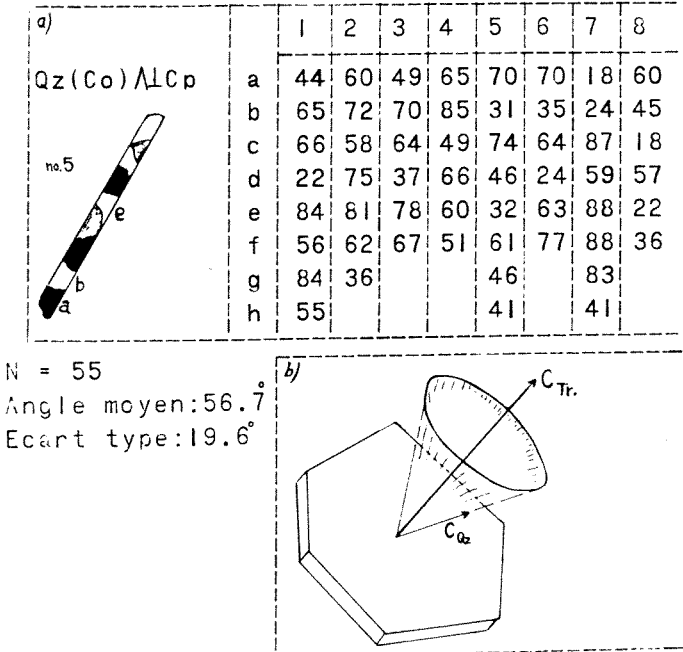 a)
1 2 3 4 5 6 7 8
Qz(Co)Λ⊥Cp
a 44 60 49 65 70 70 18 60
b 65 72 70 85 31 35 24 45
c 66 58 64 49 74 64 87 18
no.5
d 22 75 37 66 46 24 59 57
e 84 81 78 60 32 63 88 22
f 56 62 67 51 61 77 88 36
g 84 36 46 83
h 55 41 41
e
b
a
N = 55
Angle moyen:56.7°
Ecart type:19.6°
b)
C Tr.
C Qz